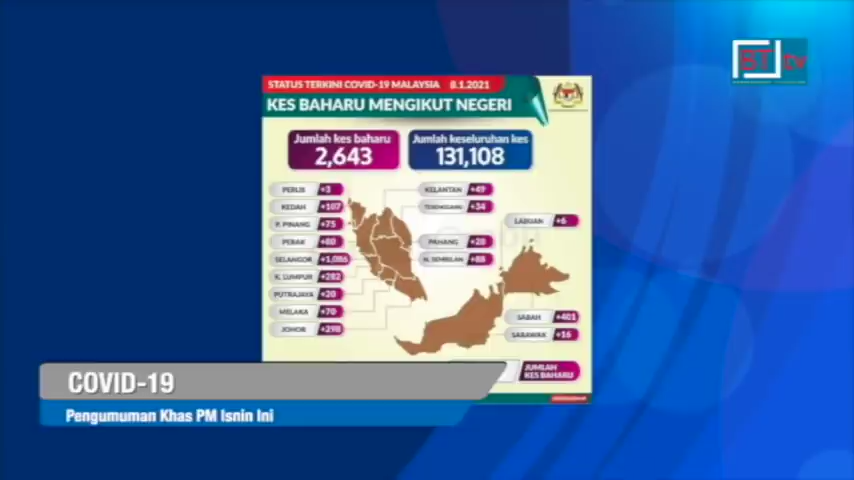 BT tv
STATUS TERKINI COVID-19 MALAYSIA 8.1.2021
KES BAHARU MENGIKUT NEGERI
Jumlah kes baharu
2,643
Jumlah keseluruhan kes
131,108
PERLIS +3
KEDAH +107
P. PINANG +75
PERAK +80
SELANGOR +1,086
K. LUMPUR +282
PUTRAJAYA +20
MELAKA +70
JOHOR +298
KELANTAN +49
TERENGGANU +34
PAHANG +28
N. SEMBILAN +88
LABUAN +6
SABAH +401
SARAWAK +16
JUMLAH
KES BAHARU
COVID-19
Pengumuman Khas PM Isnin Ini